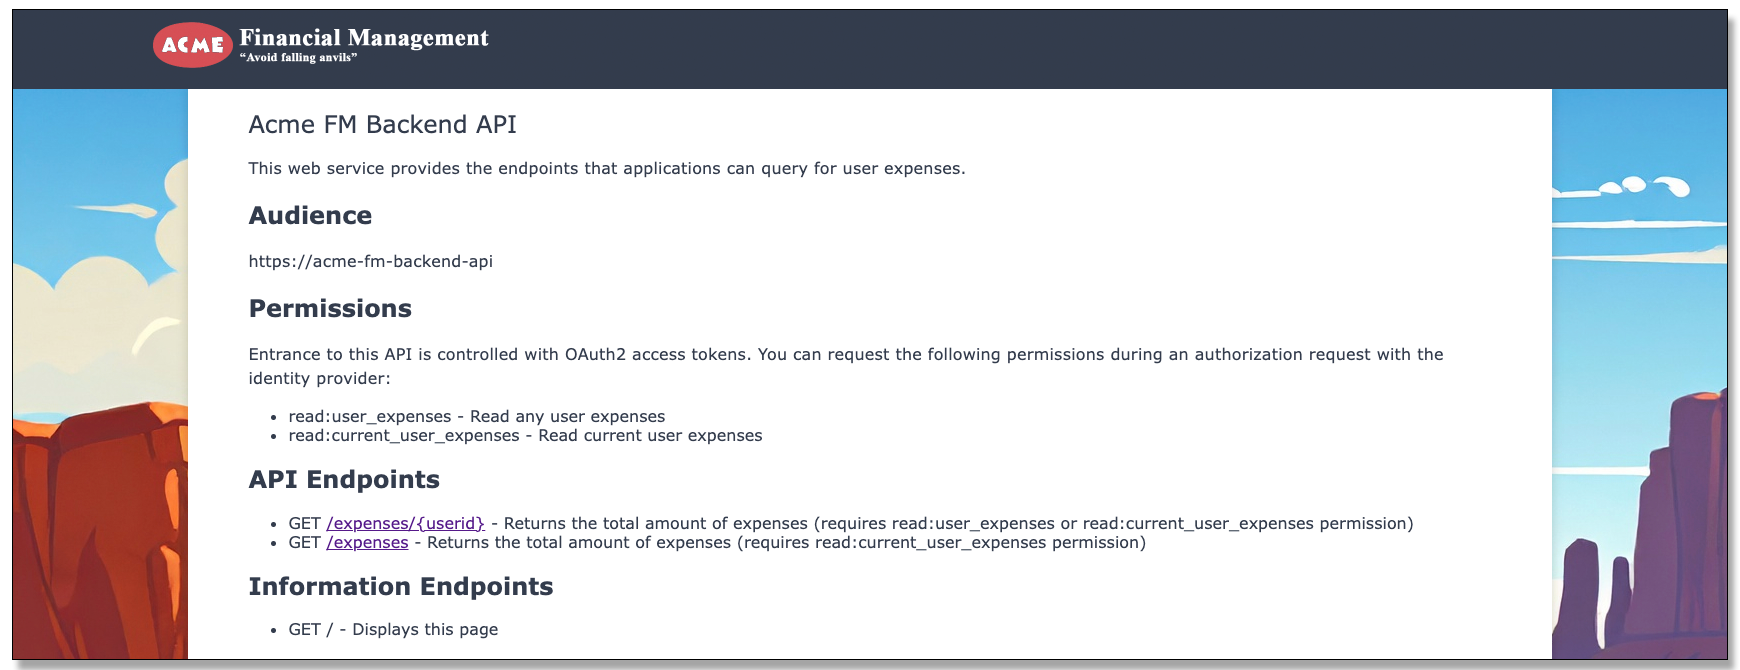 ACME Financial Management
“Avoid falling anvils”
Acme FM Backend API
This web service provides the endpoints that applications can query for user expenses.
Audience
https://acme-fm-backend-api
Permissions
Entrance to this API is controlled with OAuth2 access tokens. You can request the following permissions during an authorization request with the
identity provider:
• read:user_expenses - Read any user expenses
• read:current_user_expenses - Read current user expenses
API Endpoints
• GET /expenses/{userid} - Returns the total amount of expenses (requires read:user_expenses or read:current_user_expenses permission)
• GET /expenses - Returns the total amount of expenses (requires read:current_user_expenses permission)
Information Endpoints
• GET / - Displays this page